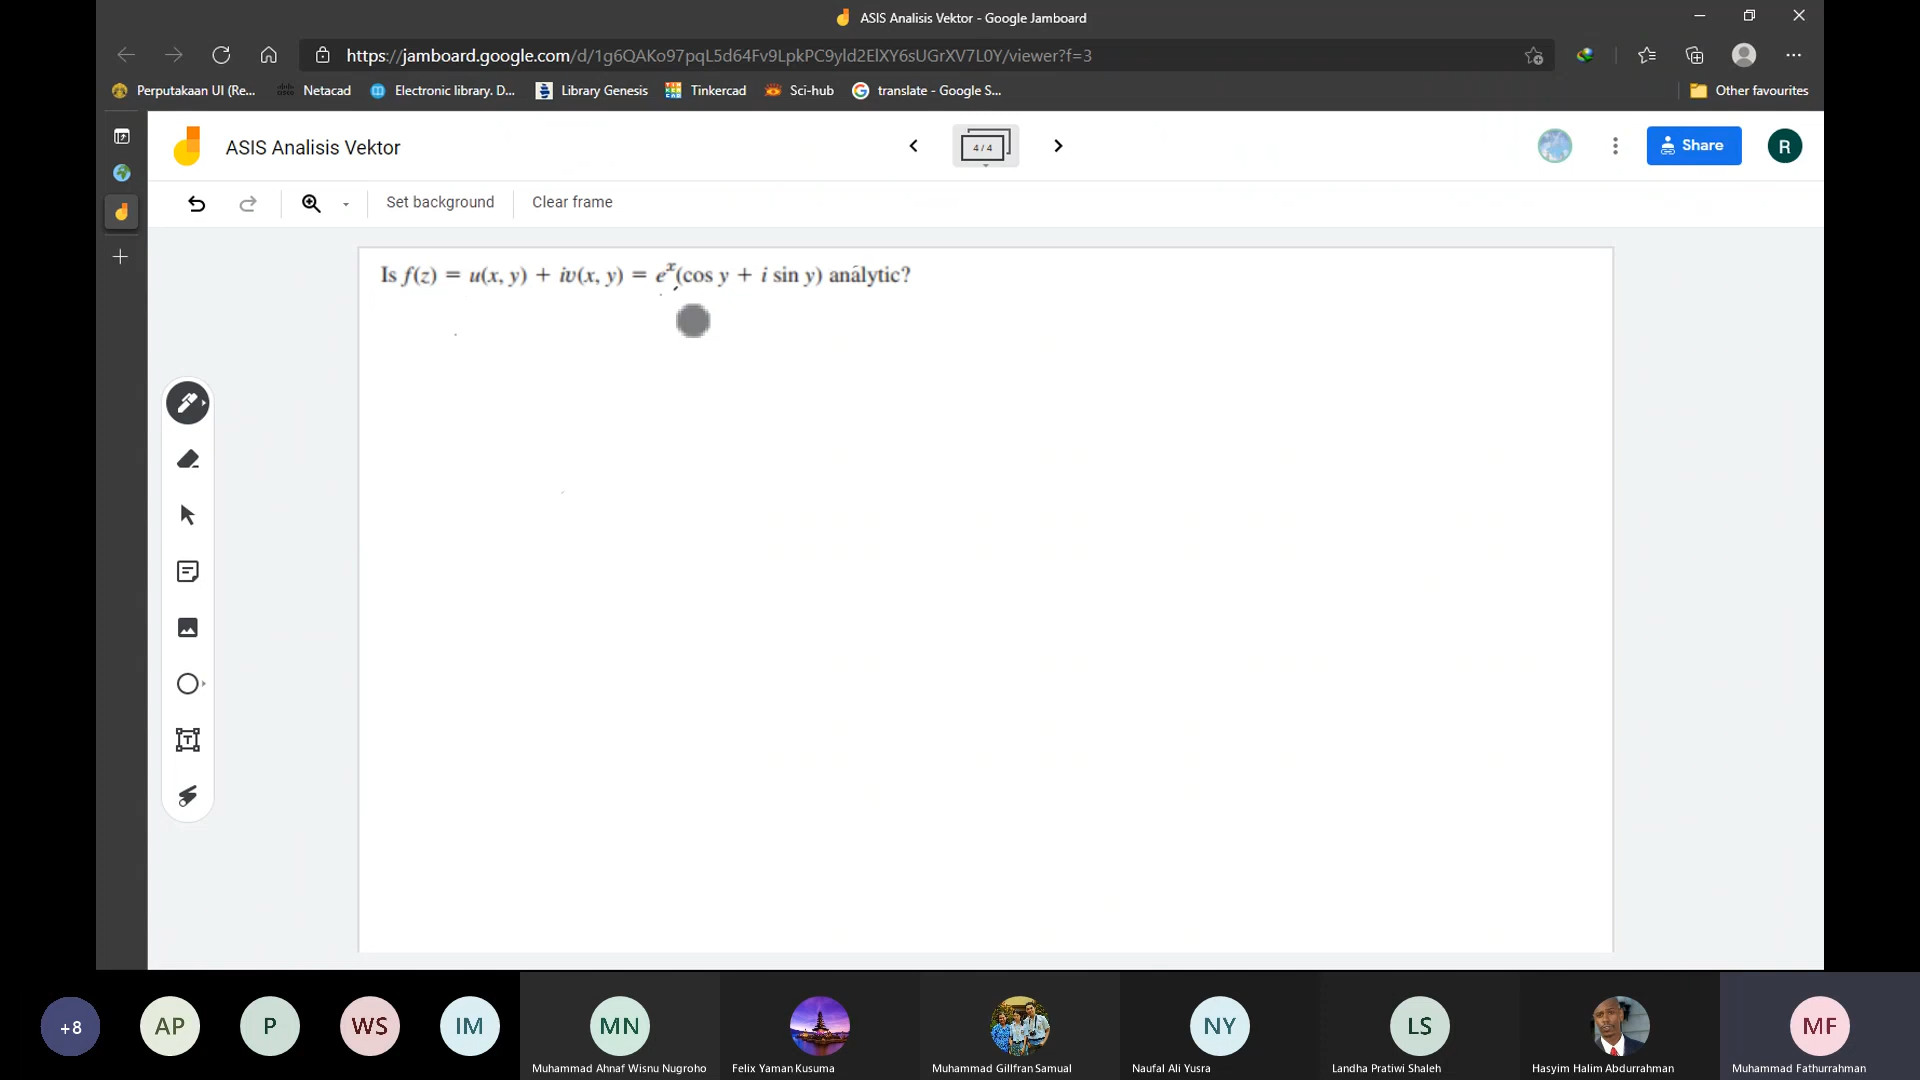 ASIS Analisis Vektor - Google Jamboard
https://jamboard.google.com/d/1g6QAKo97pqL5d64Fv9LpkPC9yld2ElXY6sUGrXV7L0Y/viewer?f=3
Perputakaan UI (Re... Netacad Electronic library. D... Library Genesis Tinkercad Sci-hub translate - Google S... Other favourites
ASIS Analisis Vektor
4 / 4
Share
R
Set background Clear frame
Is f(z) = u(x, y) + iv(x, y) = eˣ(cos y + i sin y) analytic?
+8 AP P WS IM MN NY LS MF
Muhammad Ahnaf Wisnu Nugroho Felix Yaman Kusuma Muhammad Gillfran Samual Naufal Ali Yusra Landha Pratiwi Shaleh Hasyim Halim Abdurrahman Muhammad Fathurrahman